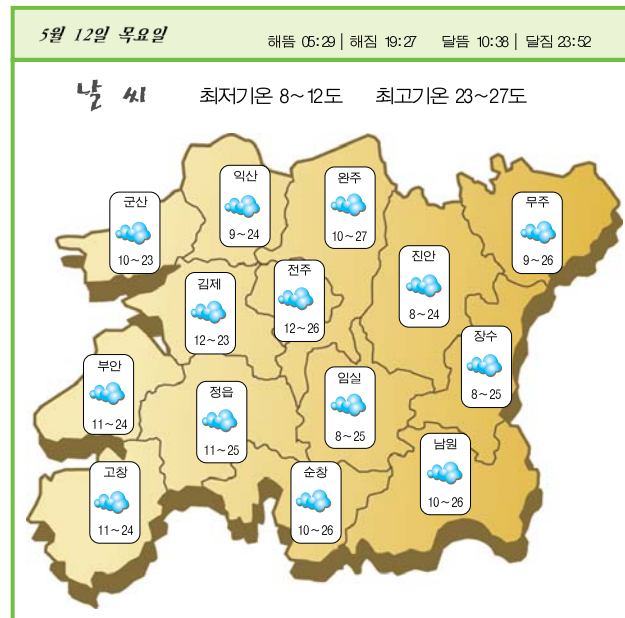 5월 12일 목요일
해뜸 05:29 | 해짐 19:27 달뜸 10:38 | 달짐 23:52
날 씨 최저기온 8~12도 최고기온 23~27도
익산
9~24
완주
10~27
군산
10~23
무주
9~26
진안
8~24
전주
12~26
김제
12~23
장수
8~25
부안
11~24
임실
8~25
정읍
11~25
남원
10~26
고창
11~24
순창
10~26